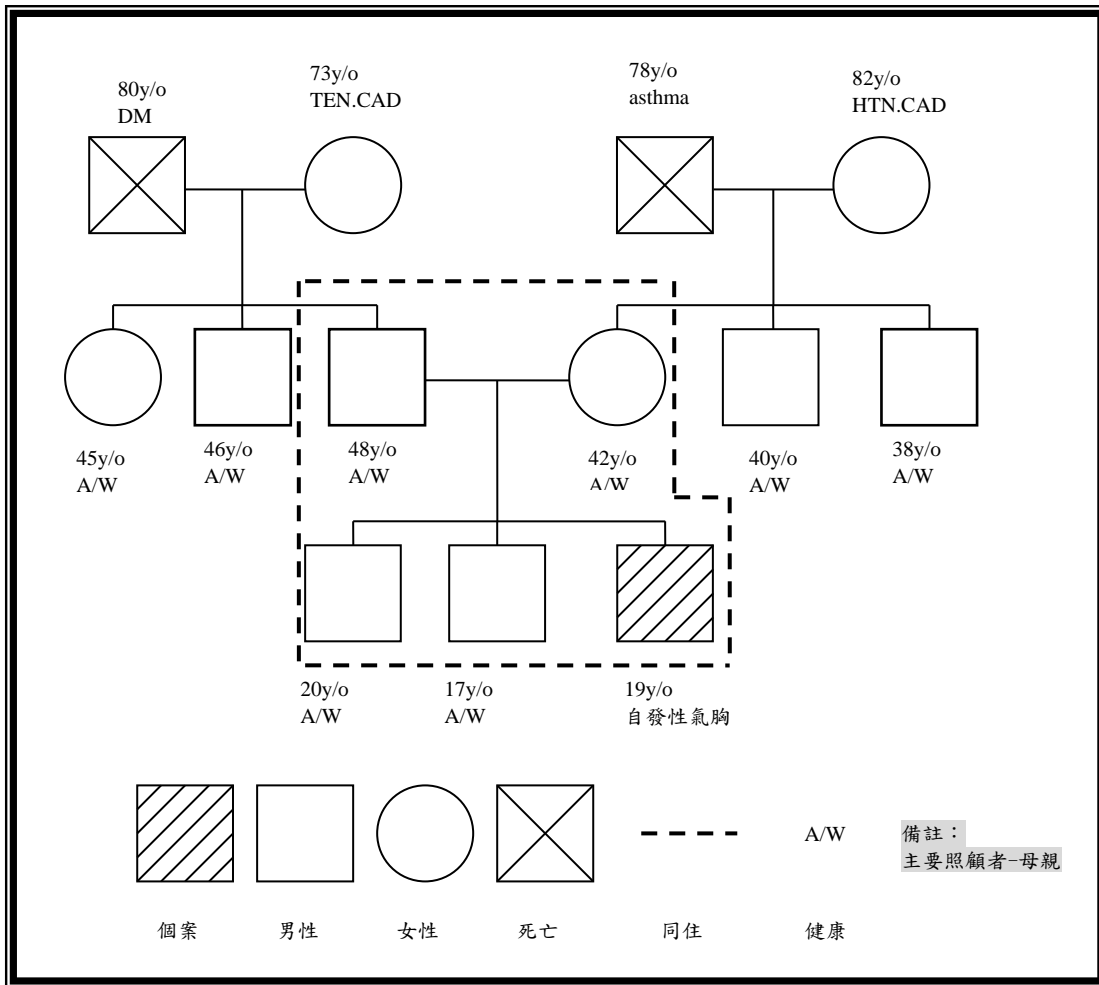 80y/o
DM
73y/o
TEN.CAD
78y/o
asthma
82y/o
HTN.CAD
45y/o
A/W
46y/o
A/W
48y/o
A/W
42y/o
A/W
40y/o
A/W
38y/o
A/W
20y/o
A/W
17y/o
A/W
19y/o
自發性氣胸
A/W
備註：
主要照顧者-母親
個案
男性
女性
死亡
同住
健康